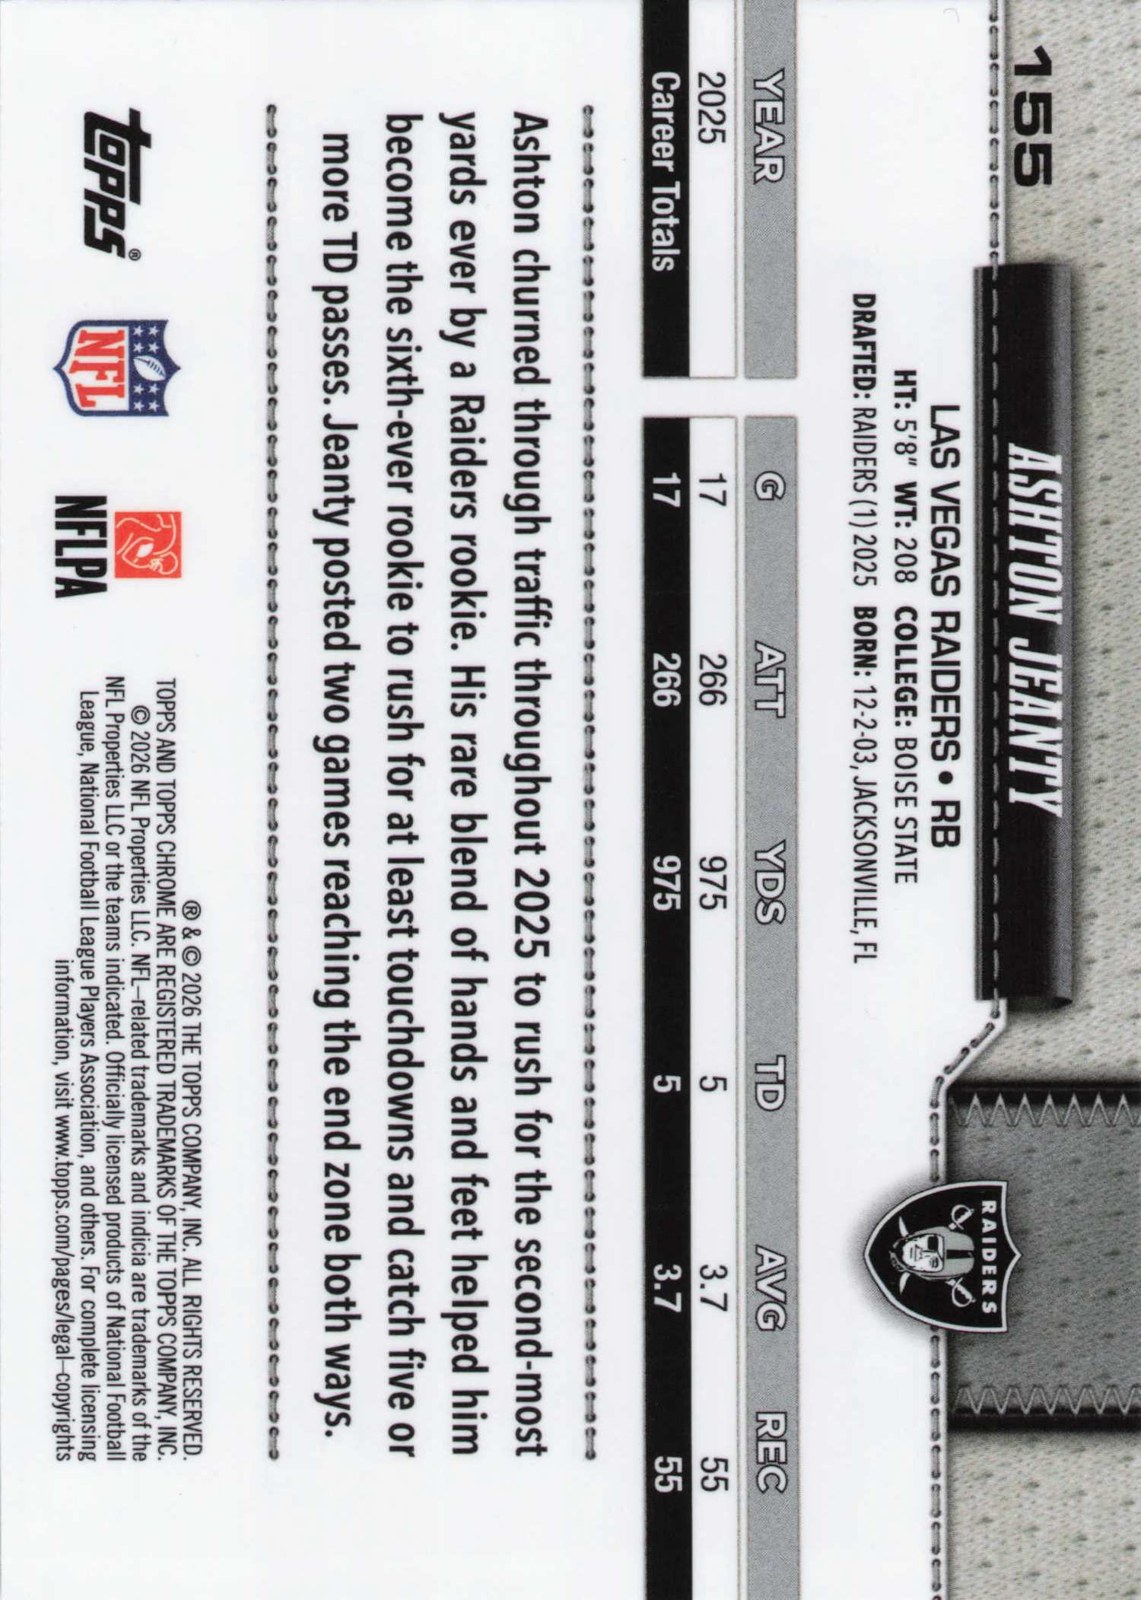 155
ASHTON JEANTY
RAIDERS
LAS VEGAS RAIDERS • RB
HT: 5'8" WT: 208 COLLEGE: BOISE STATE
DRAFTED: RAIDERS (1) 2025 BORN: 12-2-03, JACKSONVILLE, FL
YEAR G ATT YDS TD AVG REC
2025 17 266 975 5 3.7 55
Career Totals 17 266 975 5 3.7 55
Ashton churned through traffic throughout 2025 to rush for the second-most
yards ever by a Raiders rookie. His rare blend of hands and feet helped him
become the sixth-ever rookie to rush for at least touchdowns and catch five or
more TD passes. Jeanty posted two games reaching the end zone both ways.
topps®
NFL
NFLPA
® & © 2026 THE TOPPS COMPANY, INC. ALL RIGHTS RESERVED.
TOPPS AND TOPPS CHROME ARE REGISTERED TRADEMARKS OF THE TOPPS COMPANY, INC.
© 2026 NFL Properties LLC. NFL-related trademarks and indicia are trademarks of the
NFL Properties LLC or the teams indicated. Officially licensed products of National Football
League, National Football League Players Association, and others. For complete licensing
information, visit www.topps.com/pages/legal-copyrights